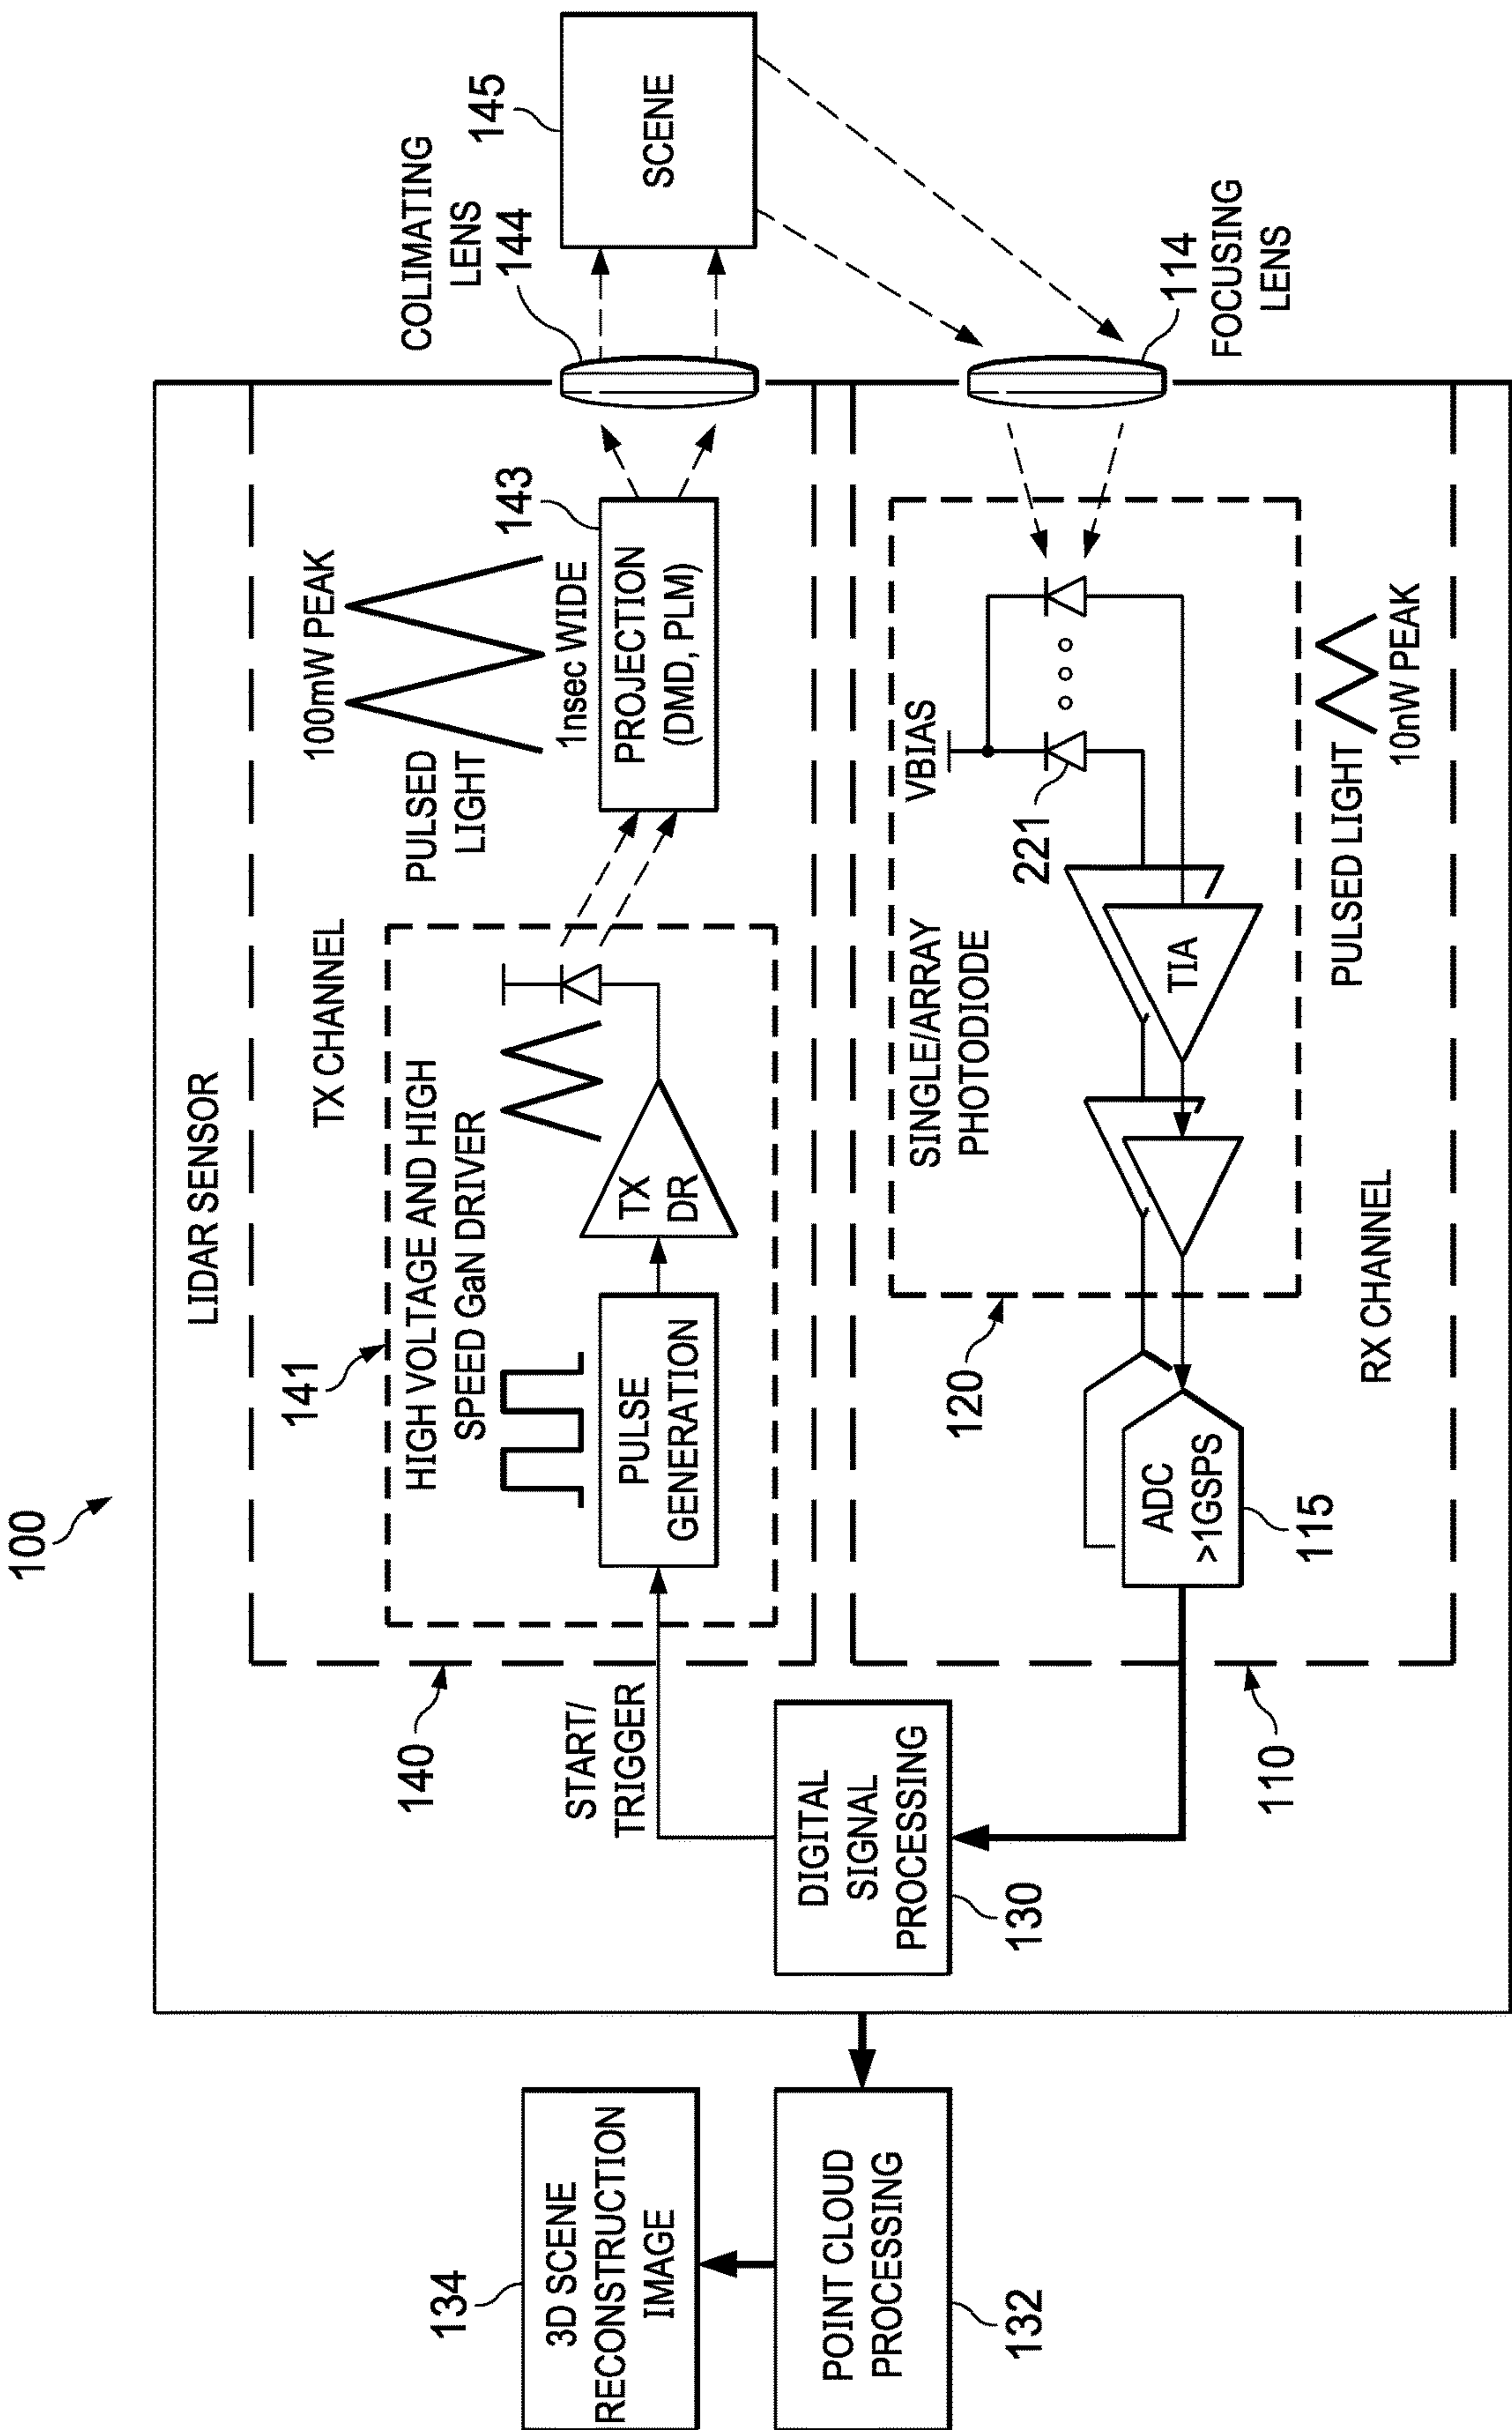 100
LIDAR SENSOR
TX CHANNEL
140
141
HIGH VOLTAGE AND HIGH
SPEED GaN DRIVER
PULSE
GENERATION
TX
DR
START/
TRIGGER
PULSED
LIGHT
100mW PEAK
1nsec WIDE
143
PROJECTION
(DMD, PLM)
COLIMATING
LENS
144
145
SCENE
134
3D SCENE
RECONSTRUCTION
IMAGE
POINT CLOUD
PROCESSING
132
DIGITAL
SIGNAL
PROCESSING
130
ADC
>1GSPS
115
120
SINGLE/ARRAY
PHOTODIODE
TIA
VBIAS
221
114
FOCUSING
LENS
PULSED LIGHT
10nW PEAK
RX CHANNEL
110